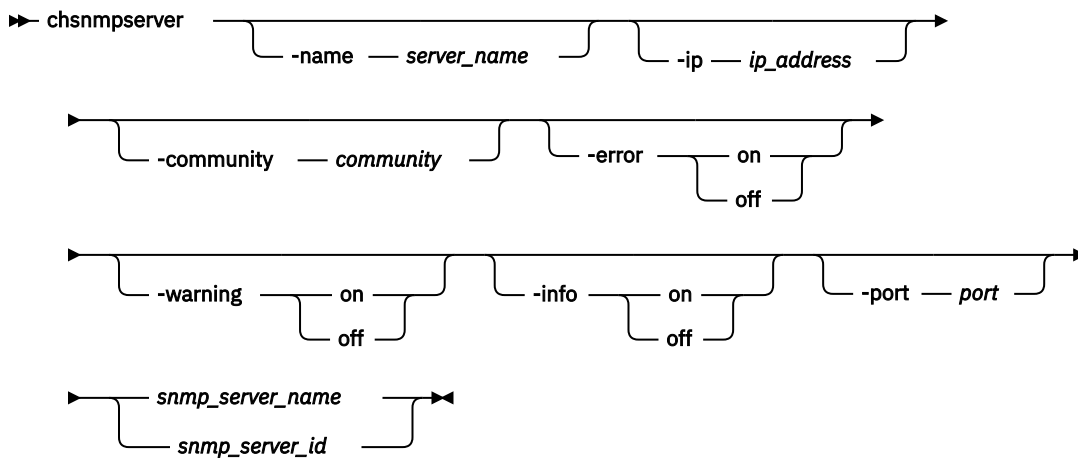 chsnmpserver
-name server_name -ip ip_address
-community community -error on
off
-warning on -info on -port port
off off
snmp_server_name
snmp_server_id